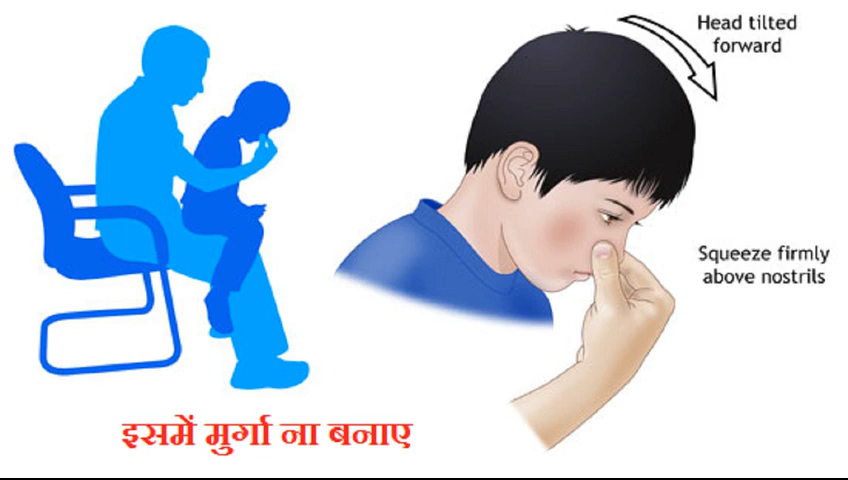 Head tilted
forward
Squeeze firmly
above nostrils
इसमें मुर्गा ना बनाए